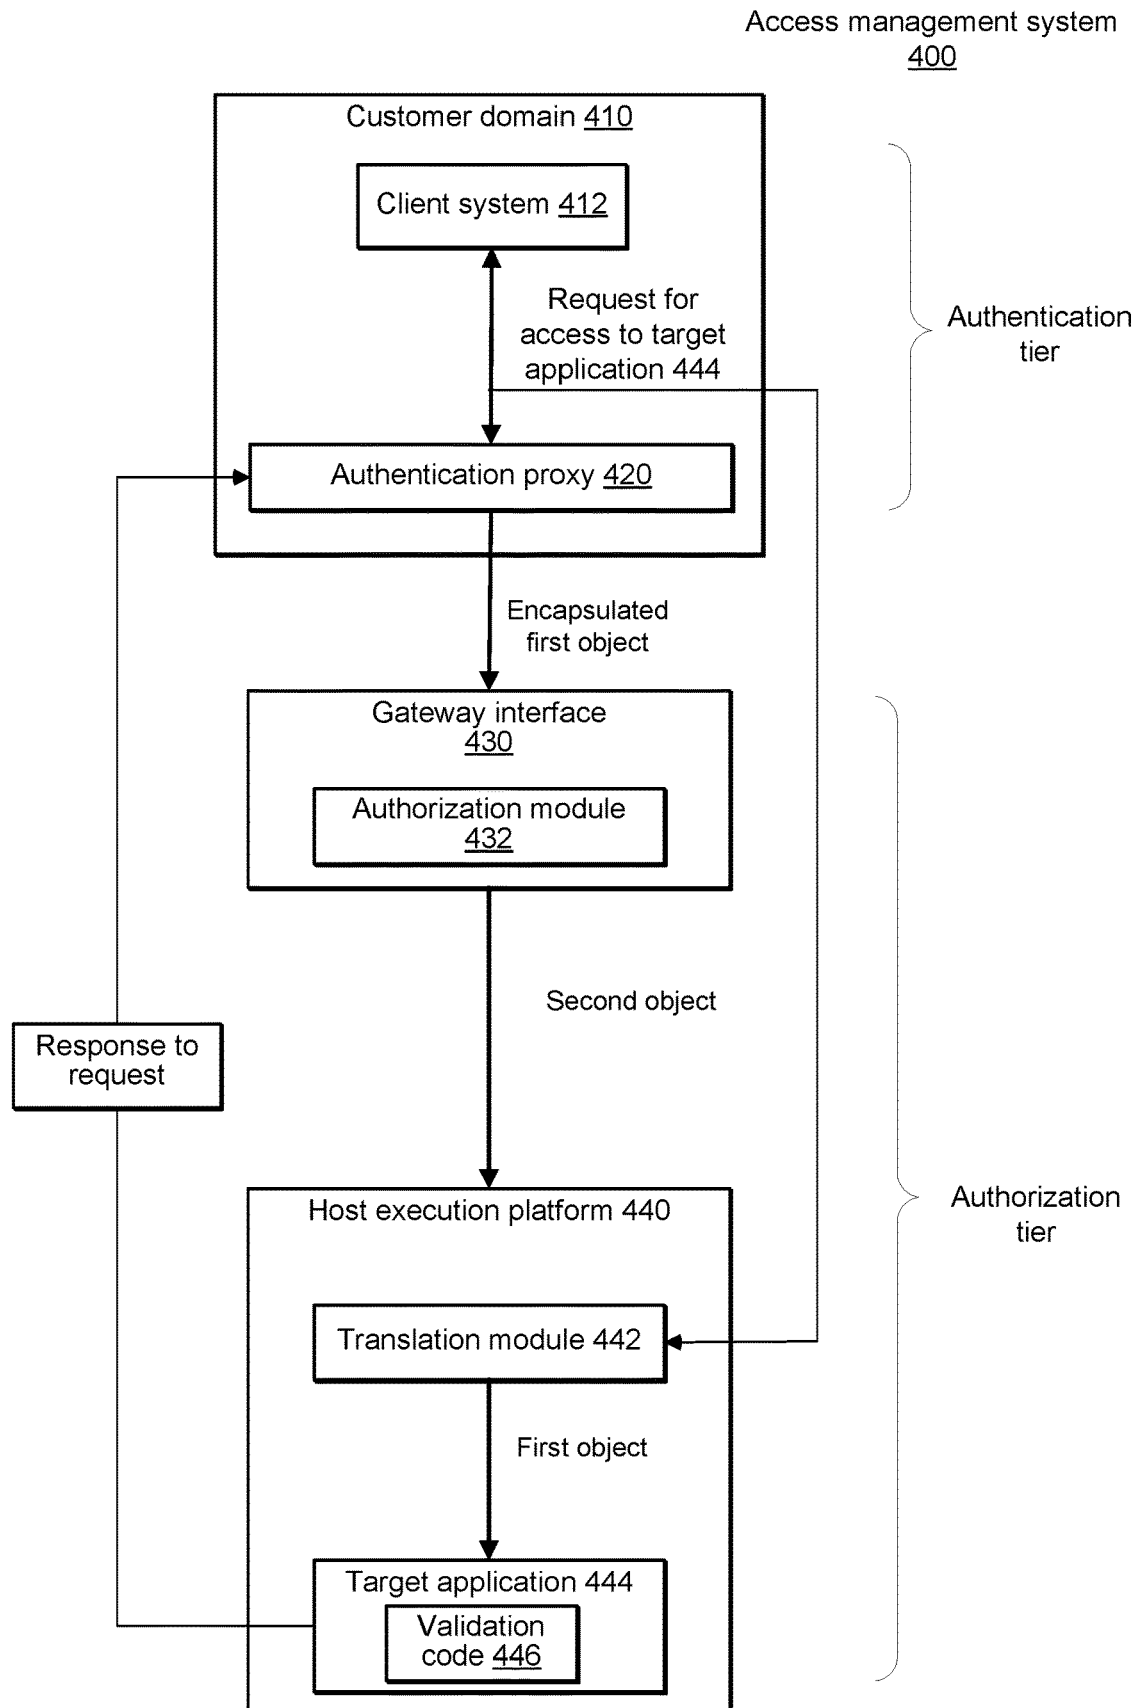 Access management system
400
Customer domain 410
Client system 412
Request for
access to target
application 444
Authentication
tier
Authentication proxy 420
Encapsulated
first object
Gateway interface
430
Authorization module
432
Second object
Response to
request
Host execution platform 440
Authorization
tier
Translation module 442
First object
Target application 444
Validation
code 446